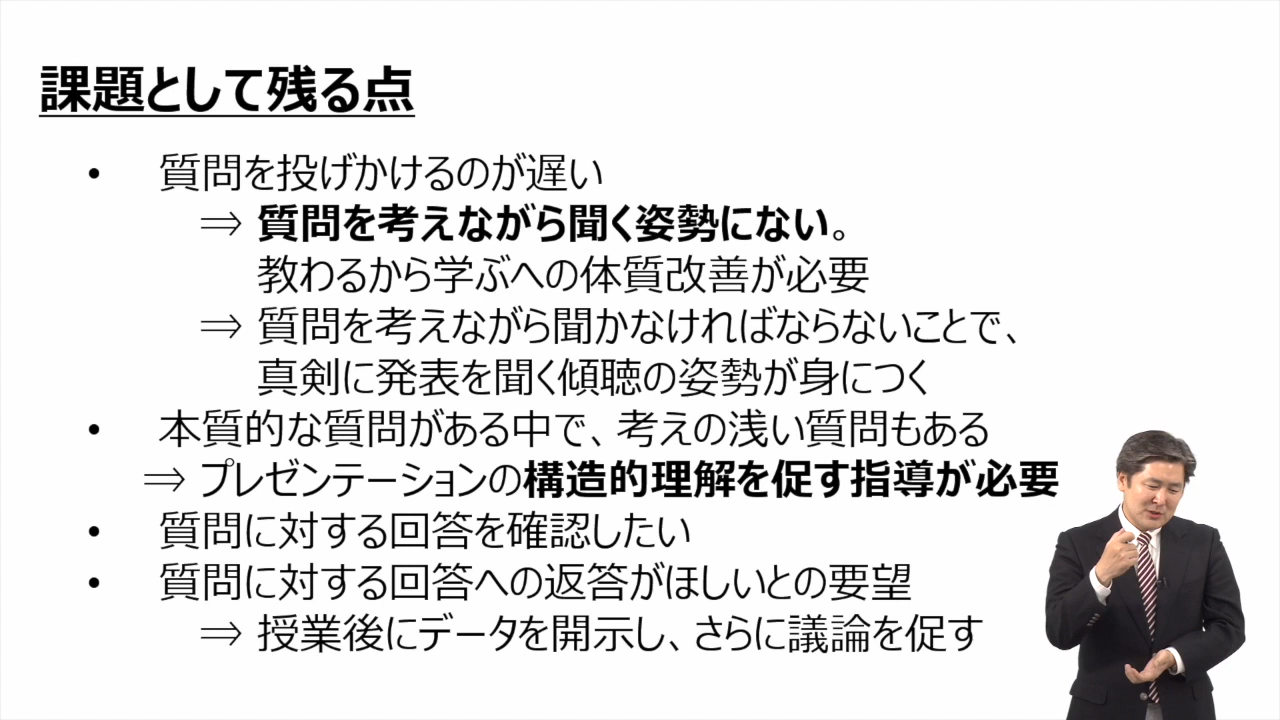 課題として残る点
• 質問を投げかけるのが遅い
⇒ 質問を考えながら聞く姿勢にない。
教わるから学ぶへの体質改善が必要
⇒ 質問を考えながら聞かなければならないことで、
真剣に発表を聞く傾聴の姿勢が身につく
• 本質的な質問がある中で、考えの浅い質問もある
⇒ プレゼンテーションの構造的理解を促す指導が必要
• 質問に対する回答を確認したい
• 質問に対する回答への返答がほしいとの要望
⇒ 授業後にデータを開示し、さらに議論を促す